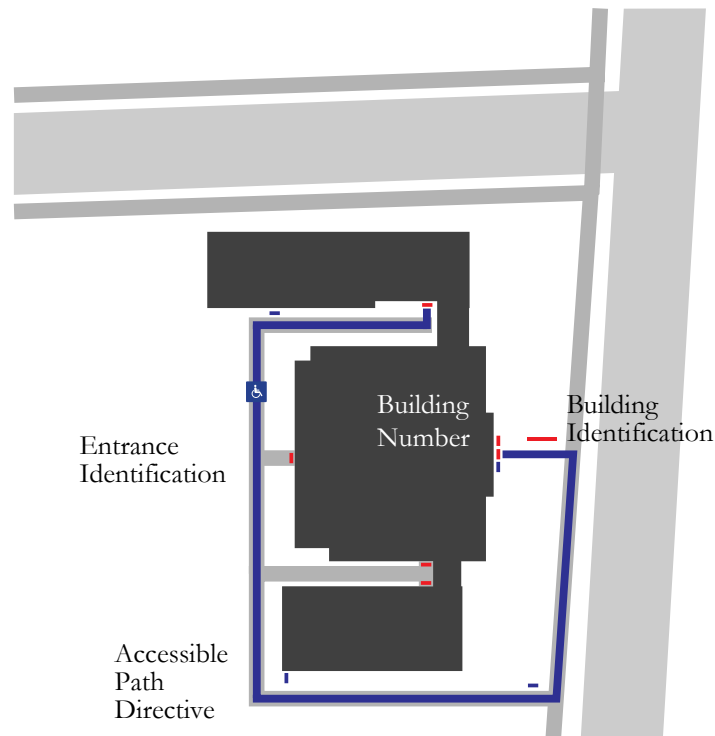 Building
Number
Building
Identification
Entrance
Identification
Accessible
Path
Directive